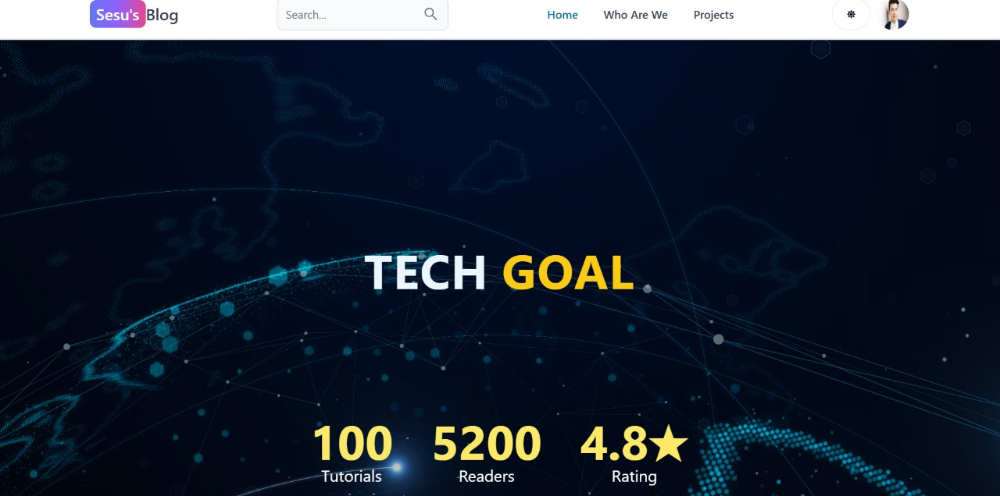 Sesu's Blog
Search...
Home Who Are We Projects
TECH GOAL
100 5200 4.8★
Tutorials Readers Rating